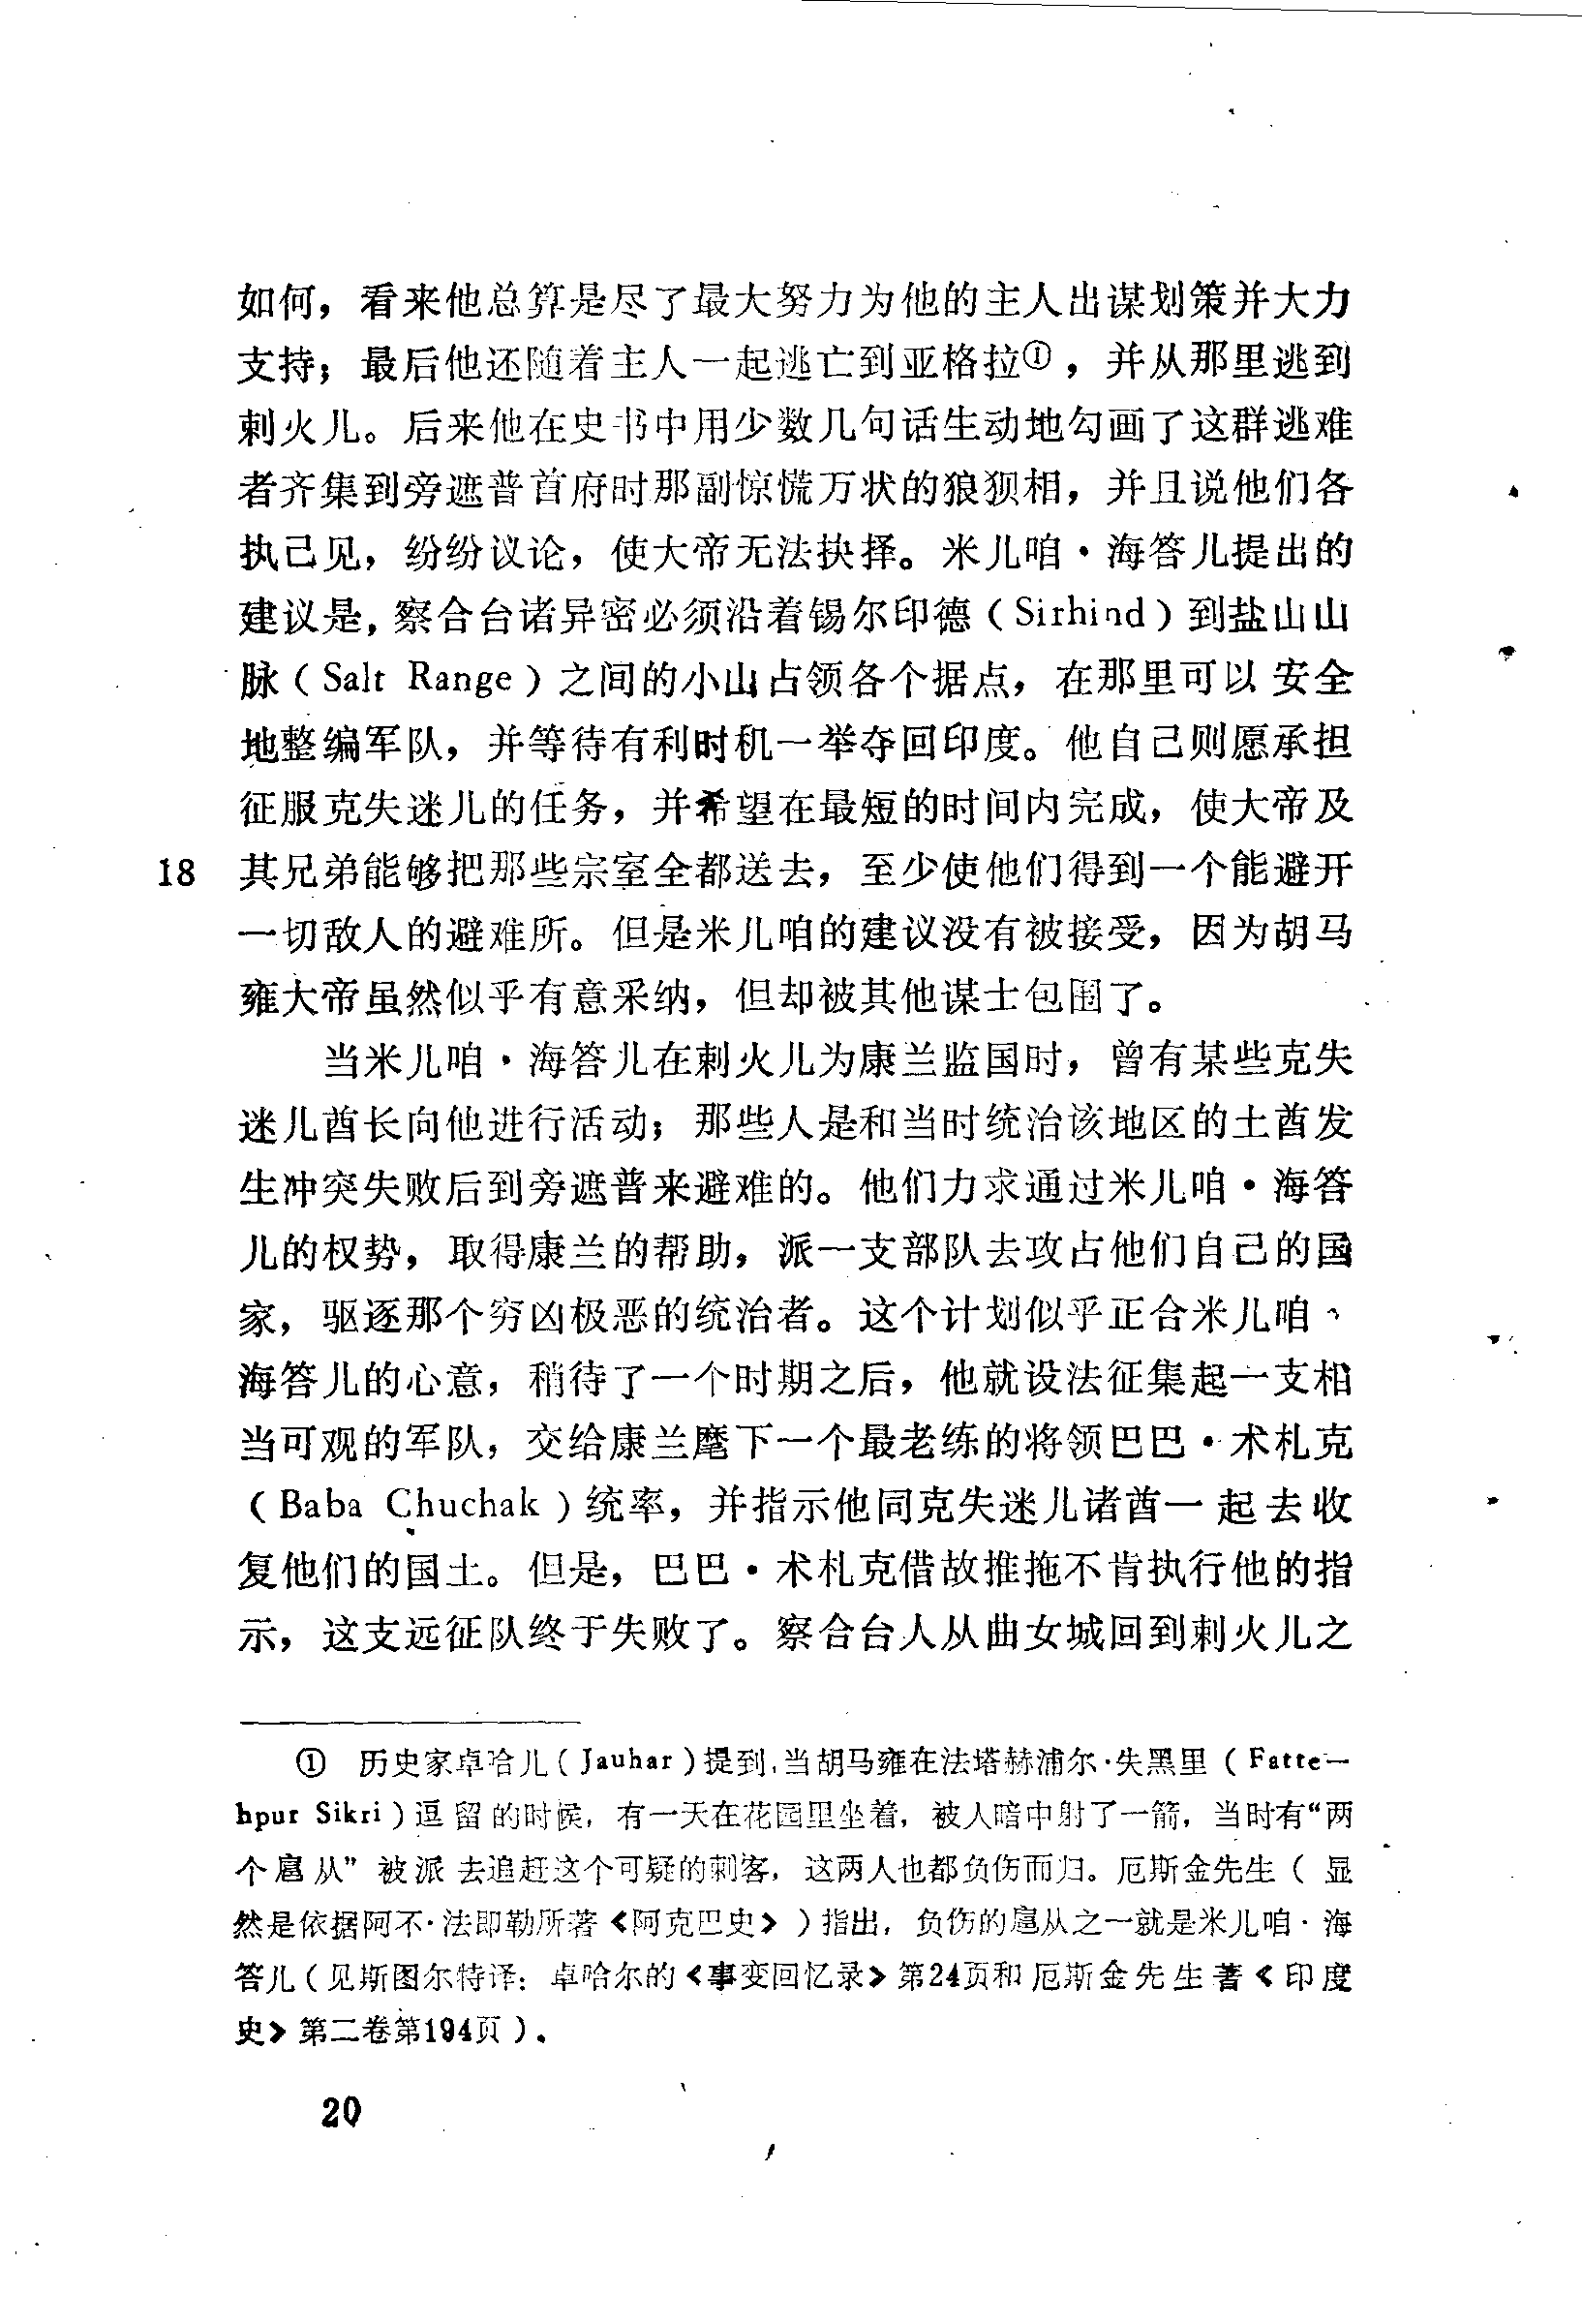 如何，看来他总算是尽了最大努力为他的主人出谋划策并大力
支持；最后他还随着主人一起逃亡到亚格拉①，并从那里逃到
剌火儿。后来他在史书中用少数几句话生动地勾画了这群逃难
者齐集到旁遮普首府时那副惊慌万状的狼狈相，并且说他们各
执己见，纷纷议论，使大帝无法抉择。米儿咱·海答儿提出的
建议是，察合台诸异密必须沿着锡尔印德（Sirhind）到盐山山
脉（Salt Range）之间的小山占领各个据点，在那里可以安全
地整编军队，并等待有利时机一举夺回印度。他自己则愿承担
征服克失迷儿的任务，并希望在最短的时间内完成，使大帝及
18 其兄弟能够把那些宗室全都送去，至少使他们得到一个能避开
一切敌人的避难所。但是米儿咱的建议没有被接受，因为胡马
雍大帝虽然似乎有意采纳，但却被其他谋士包围了。
当米儿咱·海答儿在剌火儿为康兰监国时，曾有某些克失
迷儿酋长向他进行活动；那些人是和当时统治该地区的土酋发
生冲突失败后到旁遮普来避难的。他们力求通过米儿咱·海答
儿的权势，取得康兰的帮助，派一支部队去攻占他们自己的国
家，驱逐那个穷凶极恶的统治者。这个计划似乎正合米儿咱·
海答儿的心意，稍待了一个时期之后，他就设法征集起一支相
当可观的军队，交给康兰麾下一个最老练的将领巴巴·术札克
（Baba Chuchak）统率，并指示他同克失迷儿诸酋一起去收
复他们的国土。但是，巴巴·术札克借故推拖不肯执行他的指
示，这支远征队终于失败了。察合台人从曲女城回到剌火儿之
① 历史家卓哈儿（Jauhar）提到，当胡马雍在法塔赫浦尔·失黑里（Fatte—
hpur Sikri）逗留的时候，有一天在花园里坐着，被人暗中射了一箭，当时有“两
个扈从”被派去追赶这个可疑的刺客，这两人也都负伤而归。厄斯金先生（显
然是依据阿不·法即勒所著《阿克巴史》）指出，负伤的扈从之一就是米儿咱·海
答儿（见斯图尔特译：卓哈尔的《事变回忆录》第24页和厄斯金先生著《印度
史》第二卷第194页）。
20